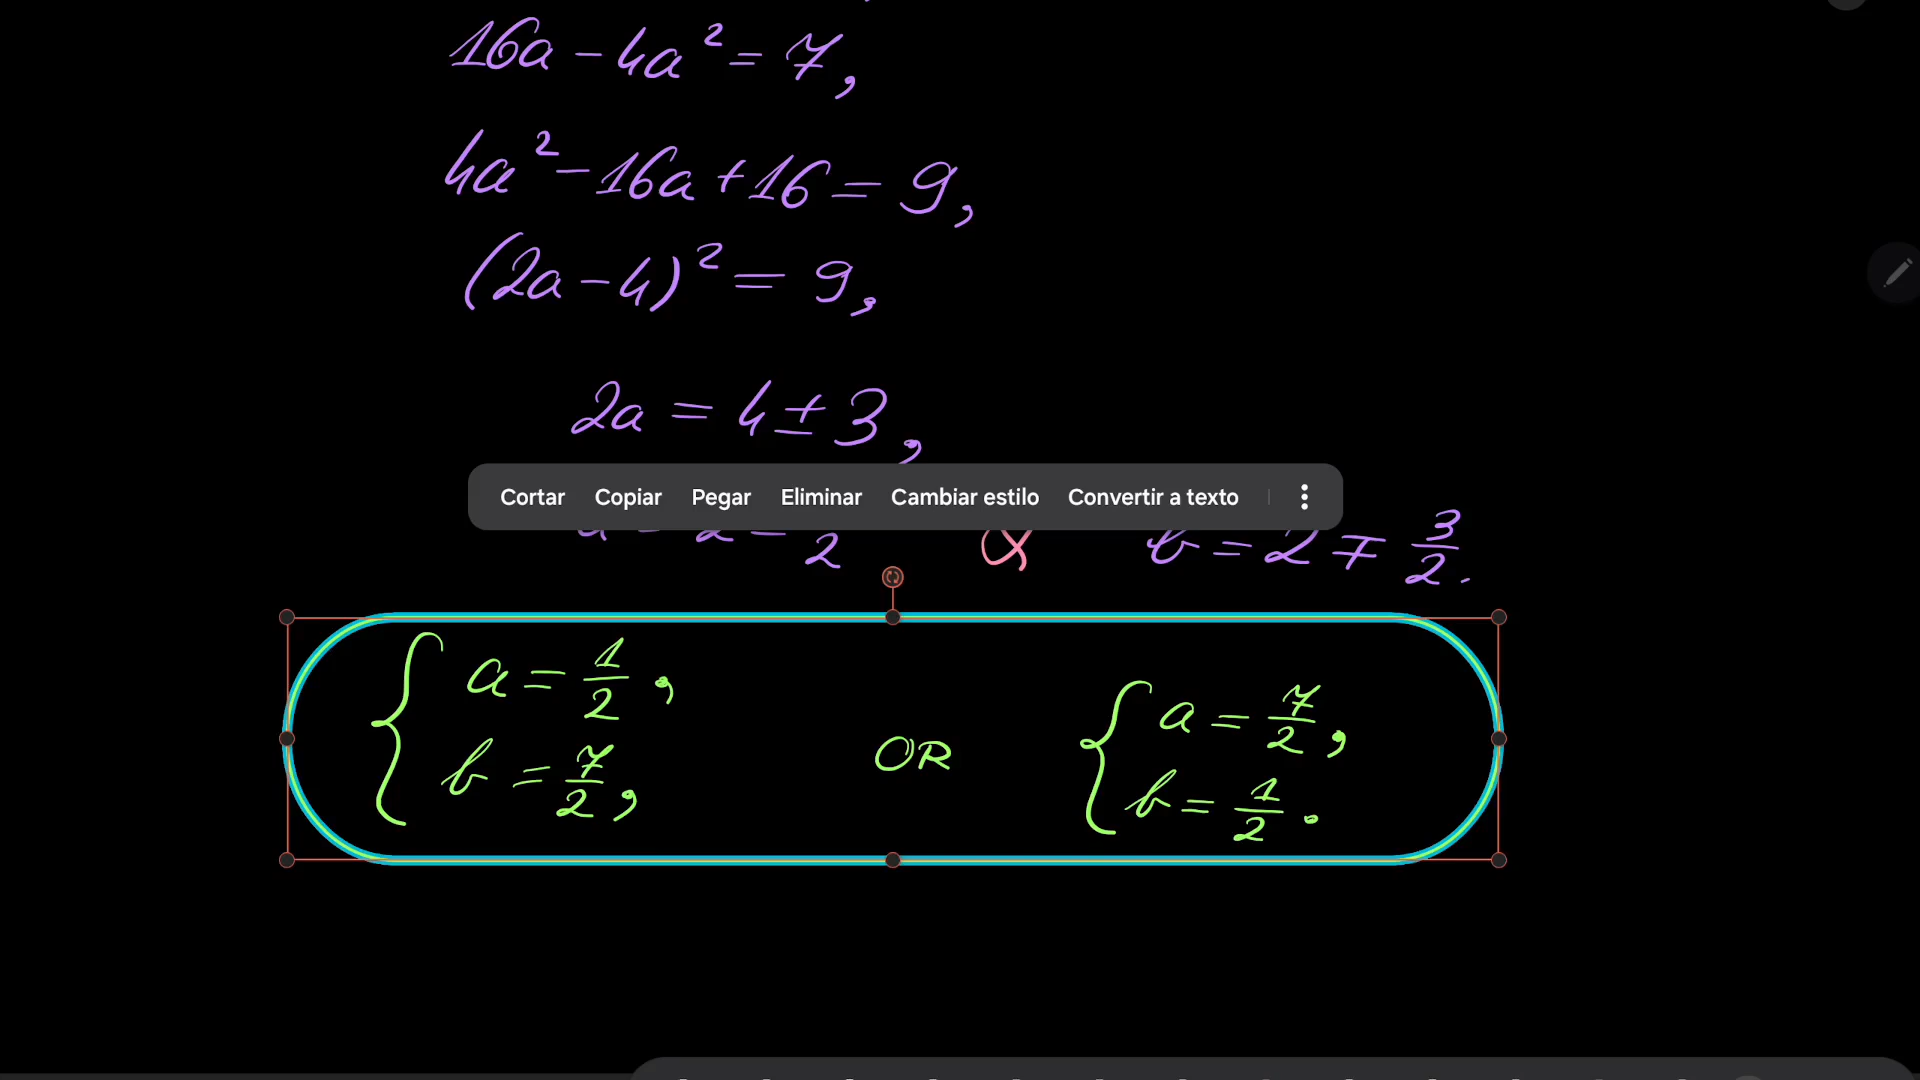 16a - 4a² = 7,
4a² - 16a + 16 = 9,
(2a - 4)² = 9,
2a = 4 ± 3,
Cortar Copiar Pegar Eliminar Cambiar estilo Convertir a texto
2 & b = 2 ∓ 3/2.
{ a = 1/2, b = 7/2, OR { a = 7/2, b = 1/2.